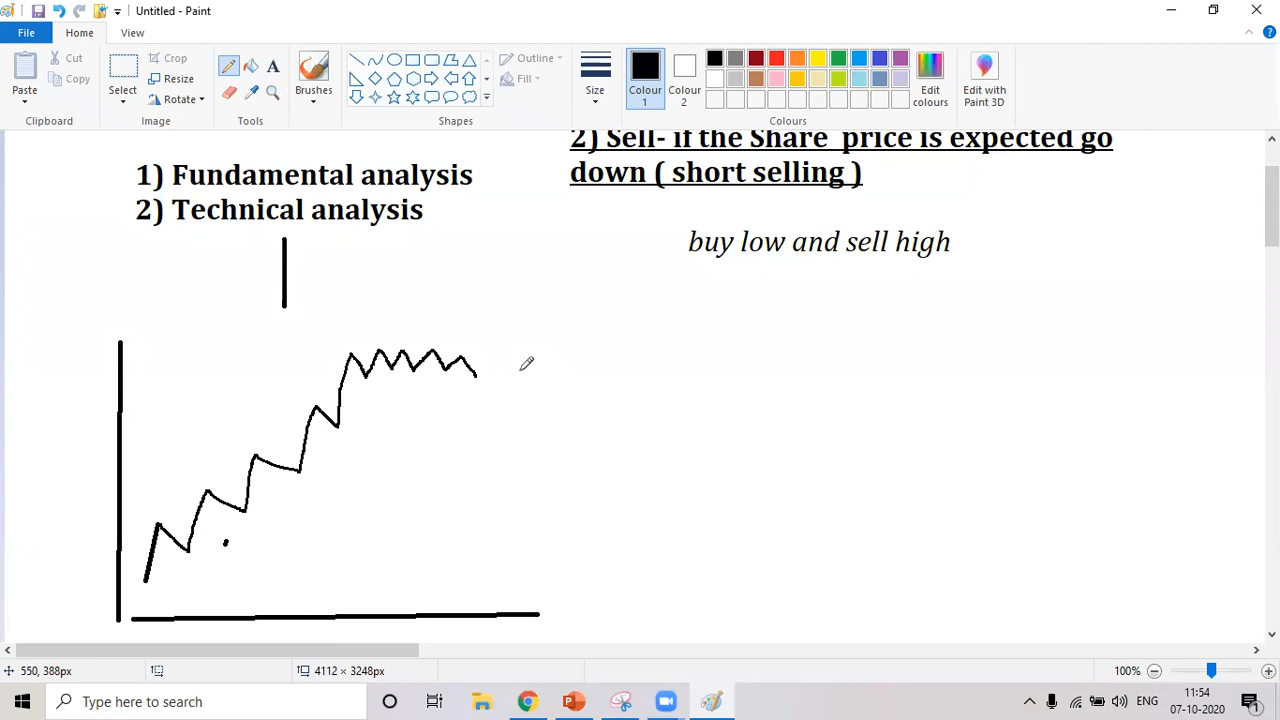 Untitled - Paint
File
Home
View
Paste
Cut
Copy
Clipboard
Select
Crop
Resize
Rotate
Image
Tools
Brushes
Shapes
Outline
Fill
Size
Colour 1
Colour 2
Colours
Edit colours
Edit with Paint 3D
1) Fundamental analysis
2) Technical analysis
2) Sell- if the Share price is expected go
down ( short selling )
buy low and sell high
550, 388px
4112 × 3248px
100%
Type here to search
ENG
11:54
07-10-2020